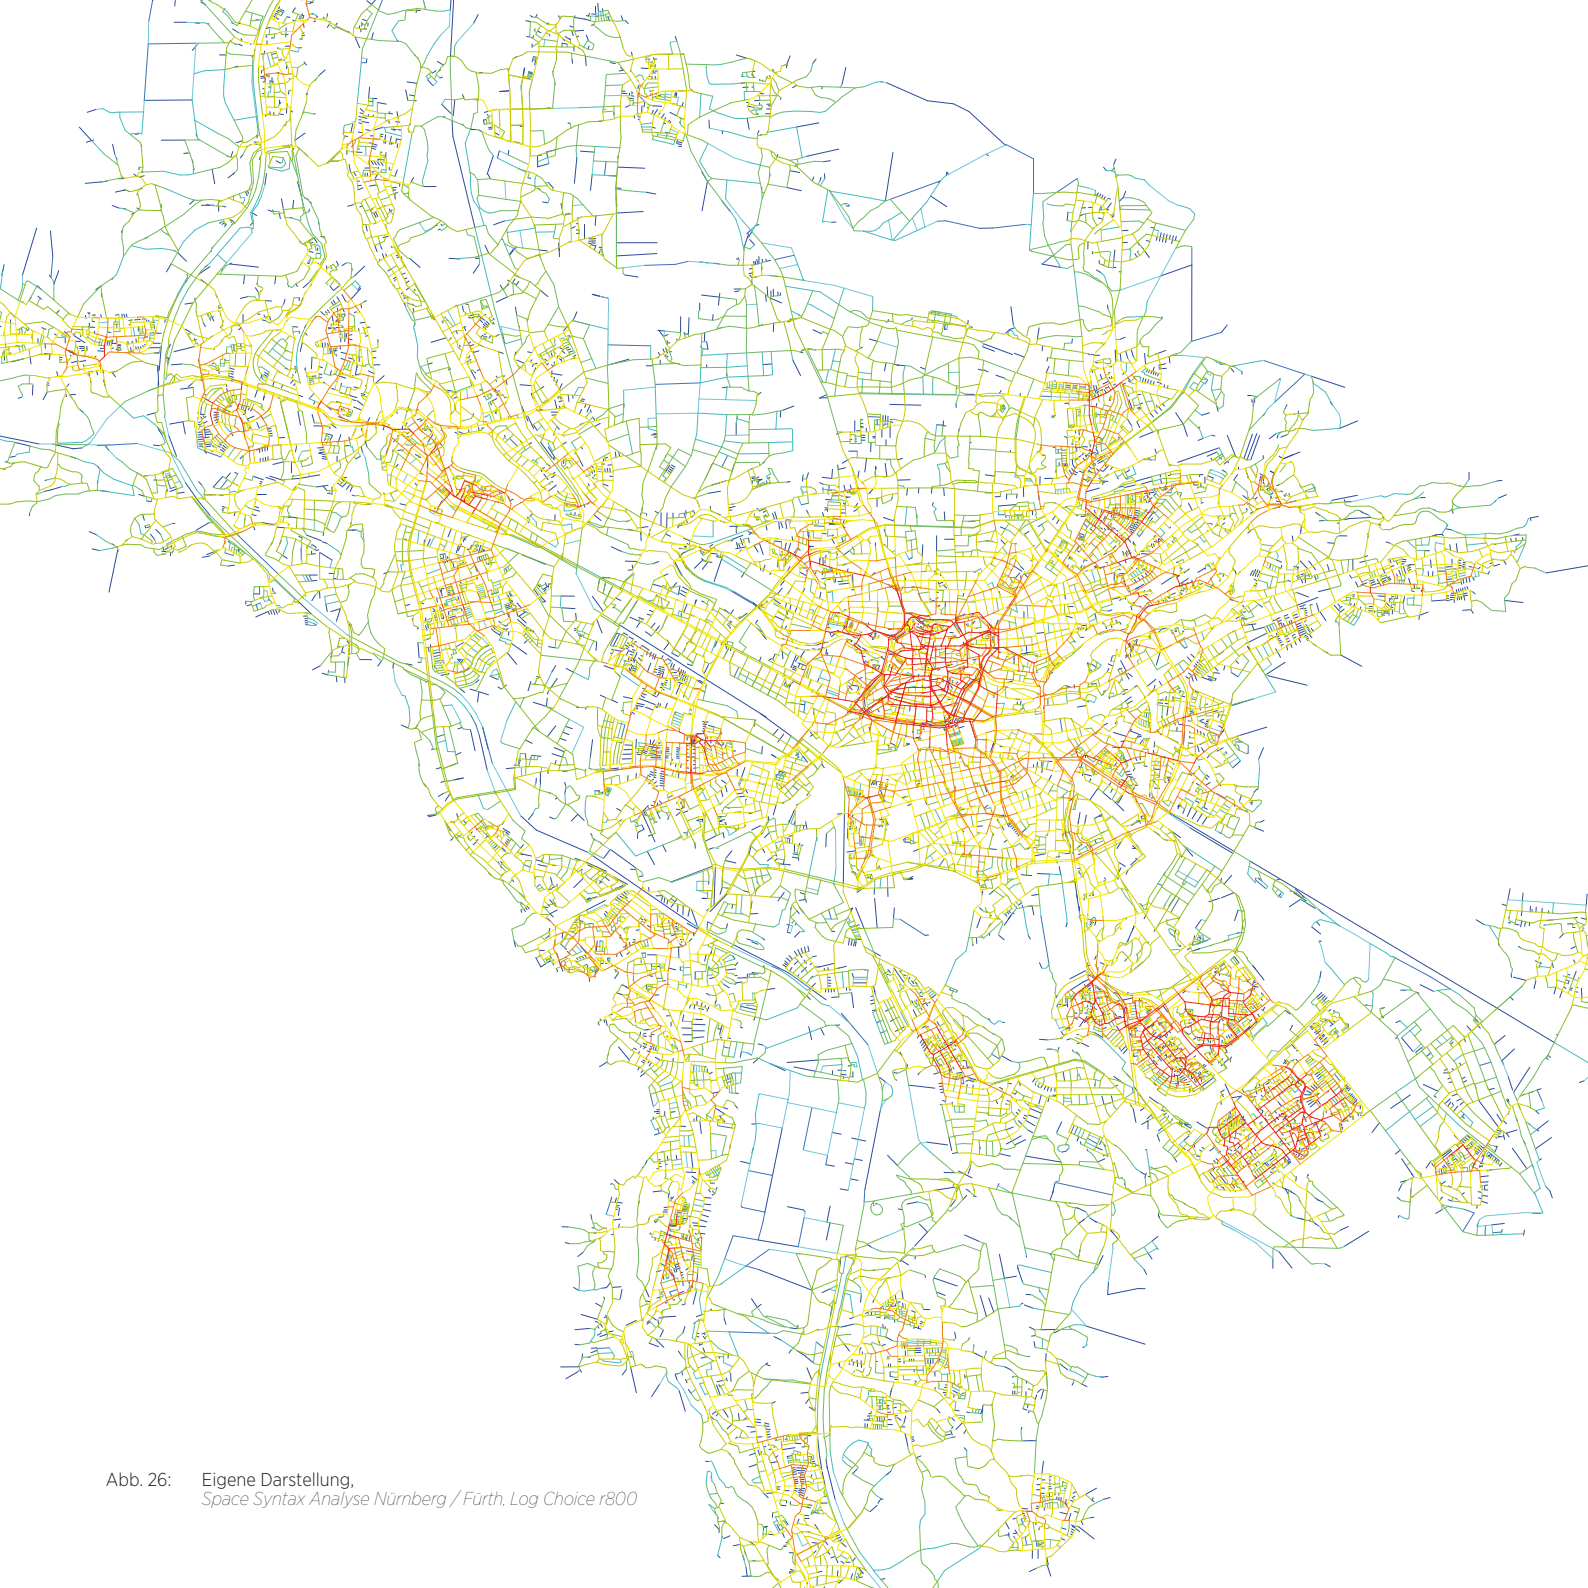 Abb. 26: Eigene Darstellung,
Space Syntax Analyse Nürnberg / Fürth, Log Choice r800